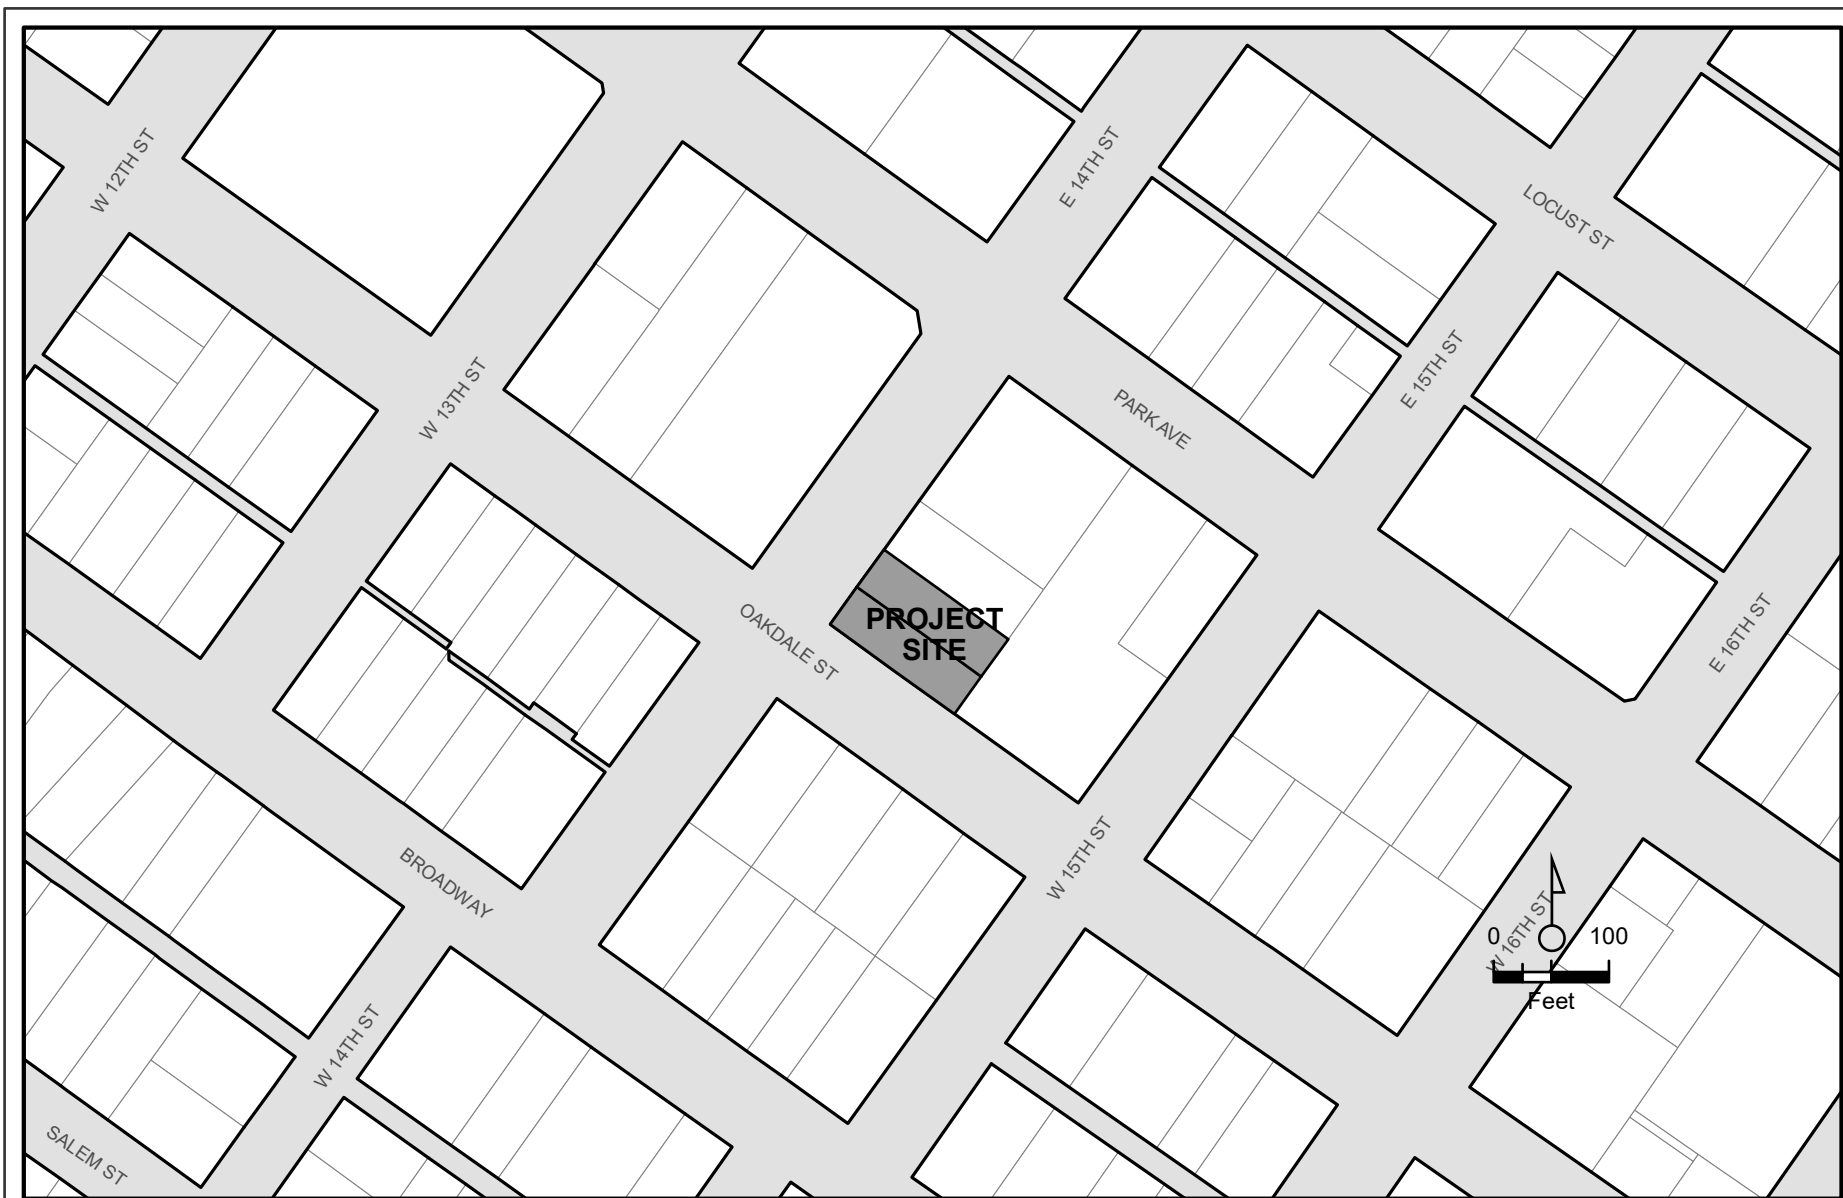 W 12TH ST
E 14TH ST
LOCUST ST
W 13TH ST
E 15TH ST
PARK AVE
PROJECT
SITE
OAKDALE ST
E 16TH ST
BROADWAY
W 15TH ST
W 16TH ST
0 100
Feet
W 14TH ST
SALEM ST